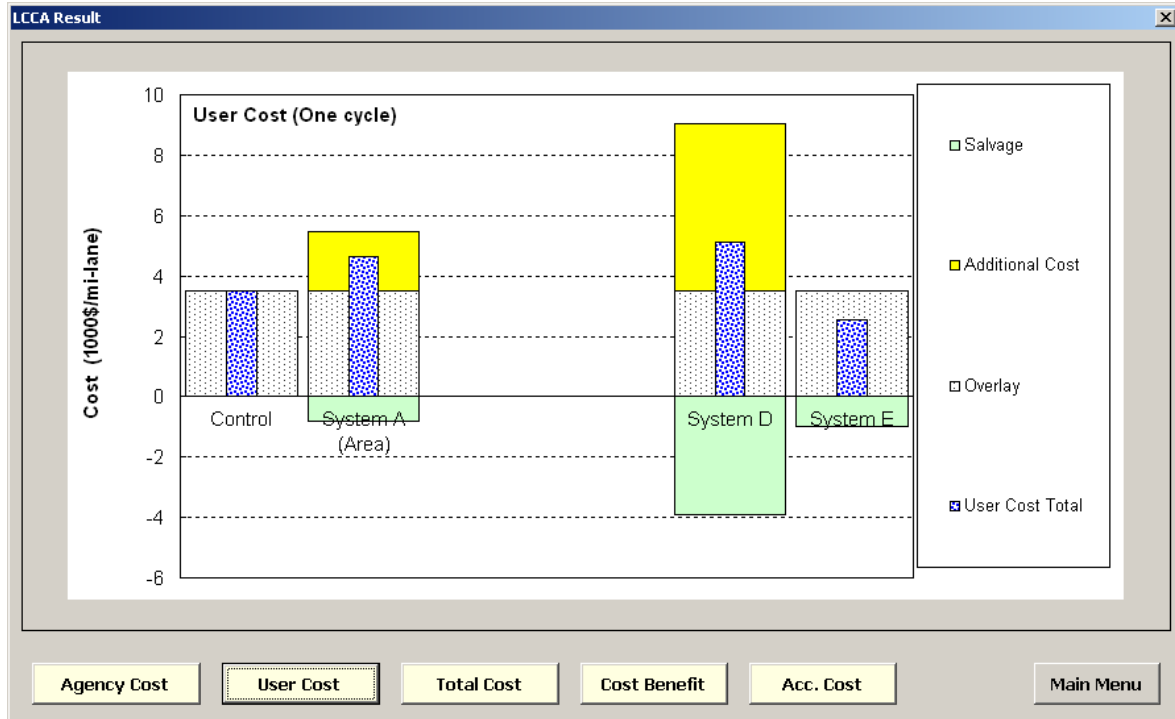 LCCA Result
User Cost (One cycle)
Cost (1000$/mi-lane)
10
8
6
4
2
0
-2
-4
-6
Control
System A
(Area)
System D
System E
Salvage
Additional Cost
Overlay
User Cost Total
Agency Cost
User Cost
Total Cost
Cost Benefit
Acc. Cost
Main Menu